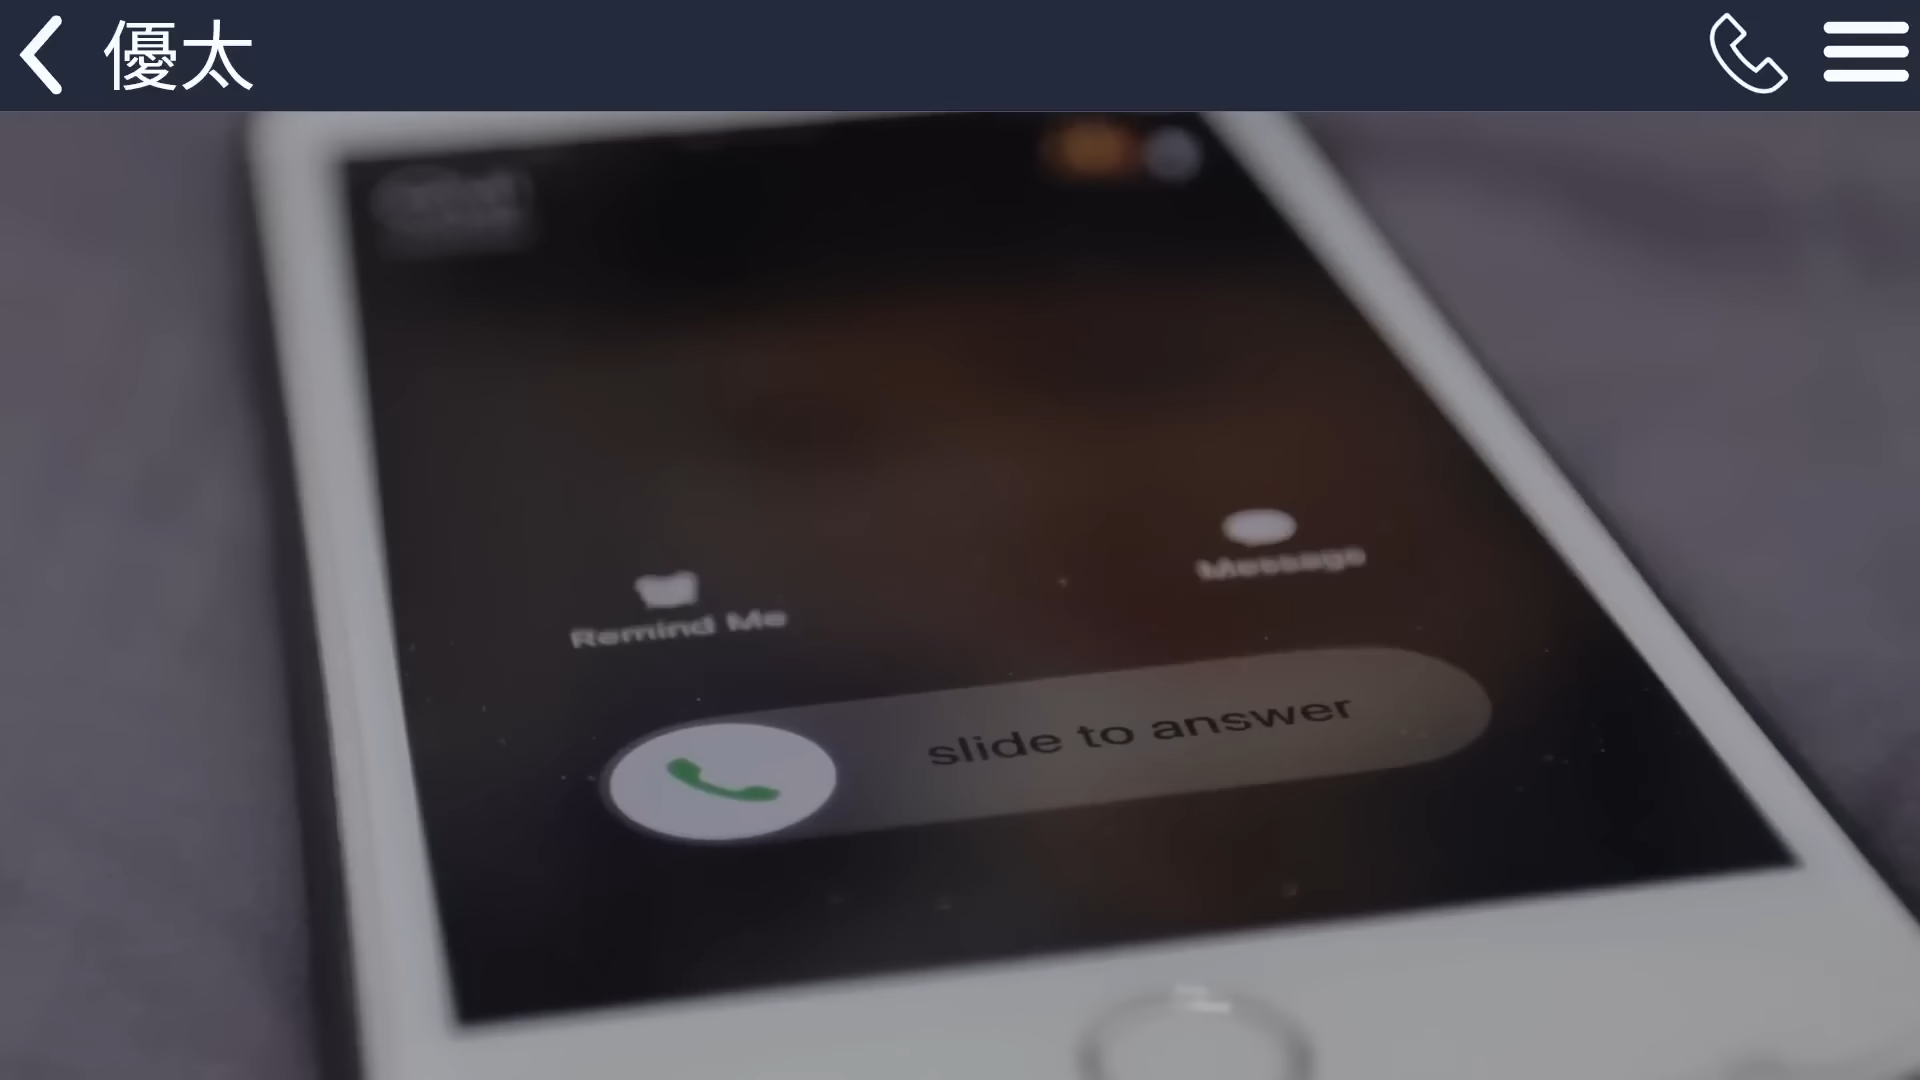 優太
Message
Remind Me
slide to answer